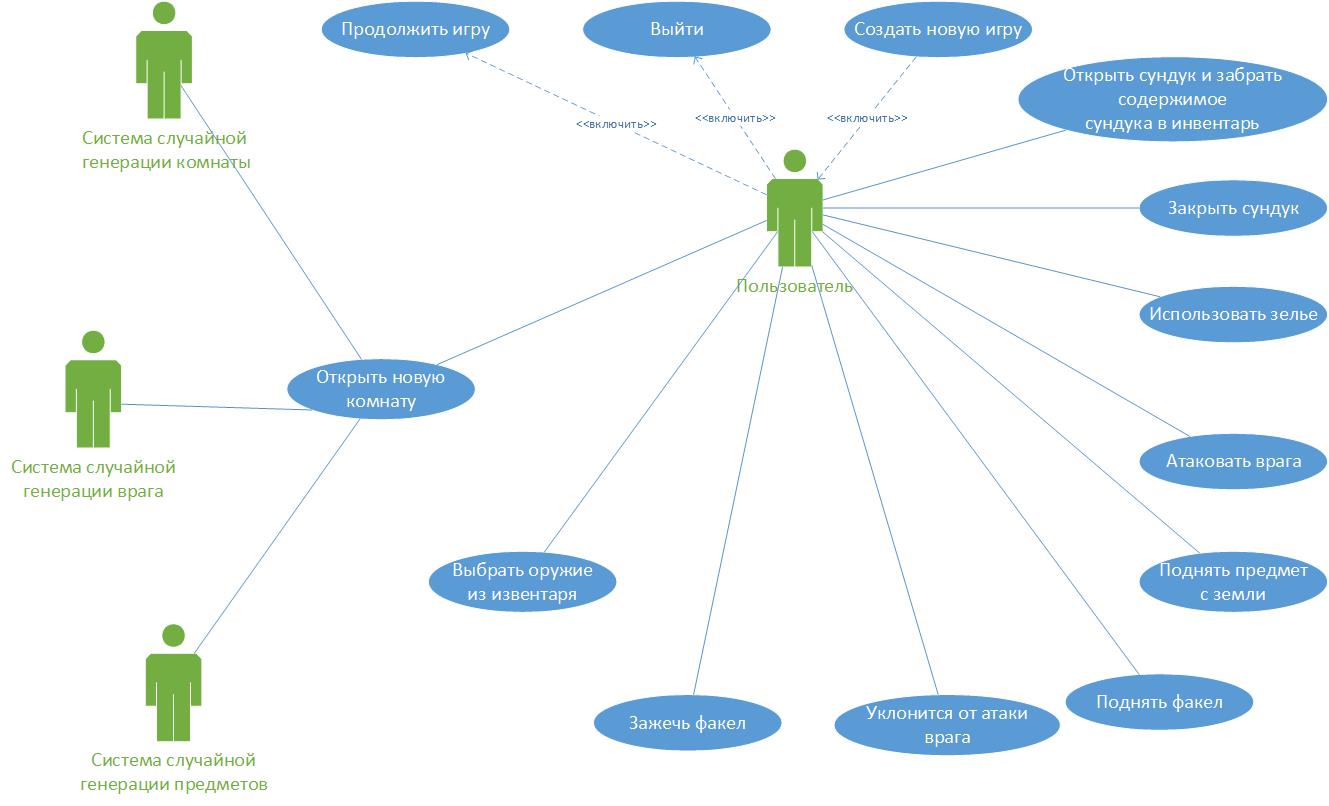 Продолжить игру
Выйти
Создать новую игру
Открыть сундук и забрать
содержимое
сундука в инвентарь
<<включить>>
<<включить>>
<<включить>>
Система случайной
генерации комнаты
Закрыть сундук
Пользователь
Использовать зелье
Открыть новую
комнату
Система случайной
генерации врага
Атаковать врага
Выбрать оружие
из извентаря
Поднять предмет
с земли
Зажечь факел
Уклонится от атаки
врага
Поднять факел
Система случайной
генерации предметов